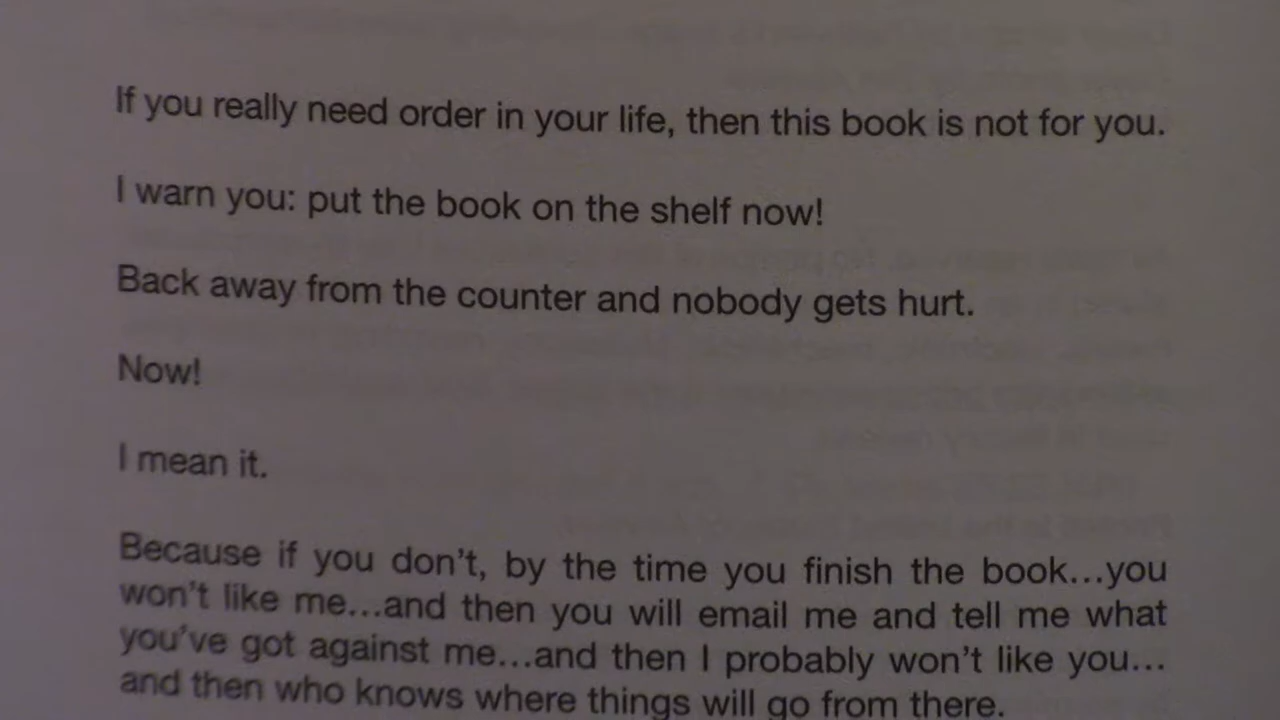 If you really need order in your life, then this book is not for you.
I warn you: put the book on the shelf now!
Back away from the counter and nobody gets hurt.
Now!
I mean it.
Because if you don't, by the time you finish the book...you
won't like me...and then you will email me and tell me what
you've got against me...and then I probably won't like you...
and then who knows where things will go from there.